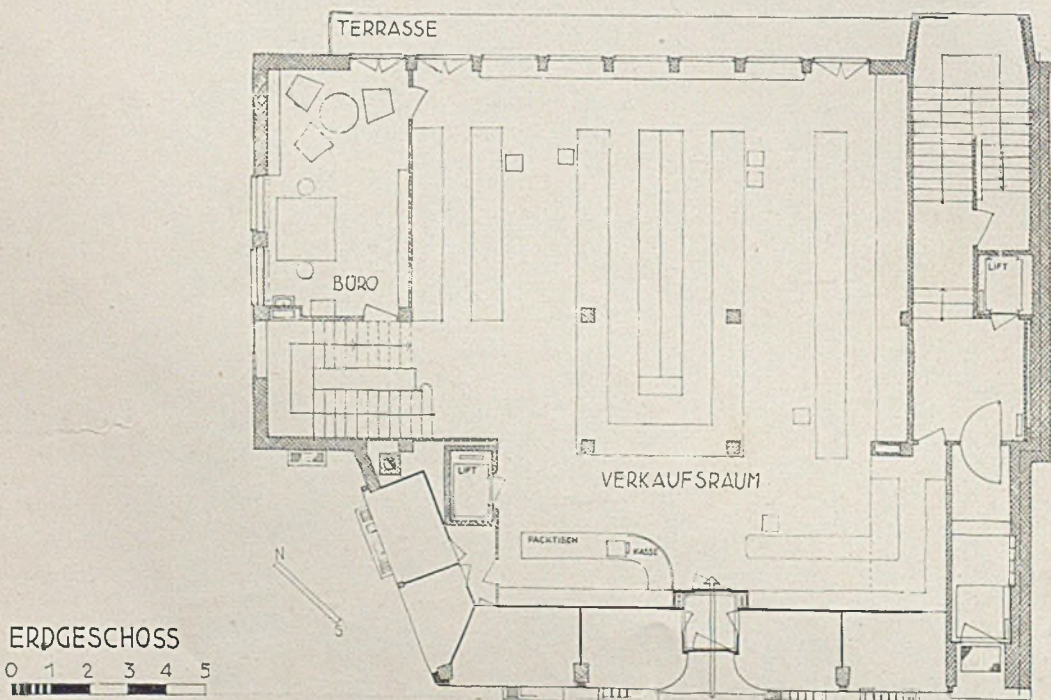 TERRASSE
BÜRO
LIFT
LIFT
VERKAUFSRAUM
PACKTISCH
KASSE
N
S
ERDGESCHOSS
0 1 2 3 4 5